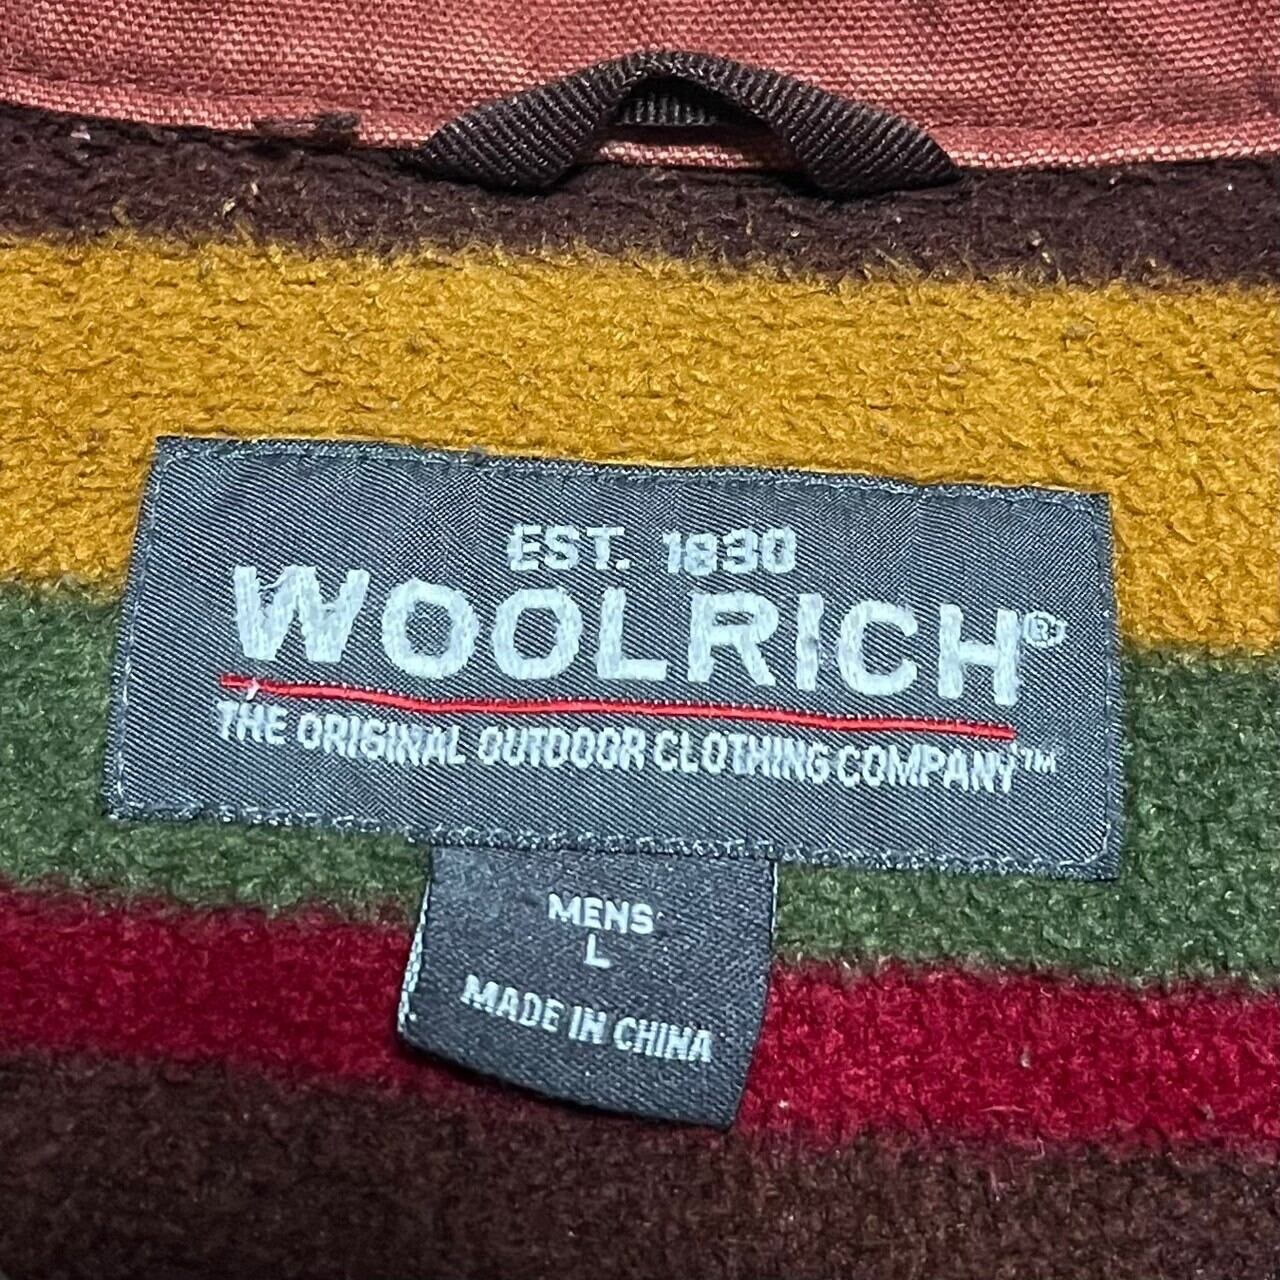 EST. 1830
WOOLRICH®
THE ORIGINAL OUTDOOR CLOTHING COMPANY™
MENS
L
MADE IN CHINA